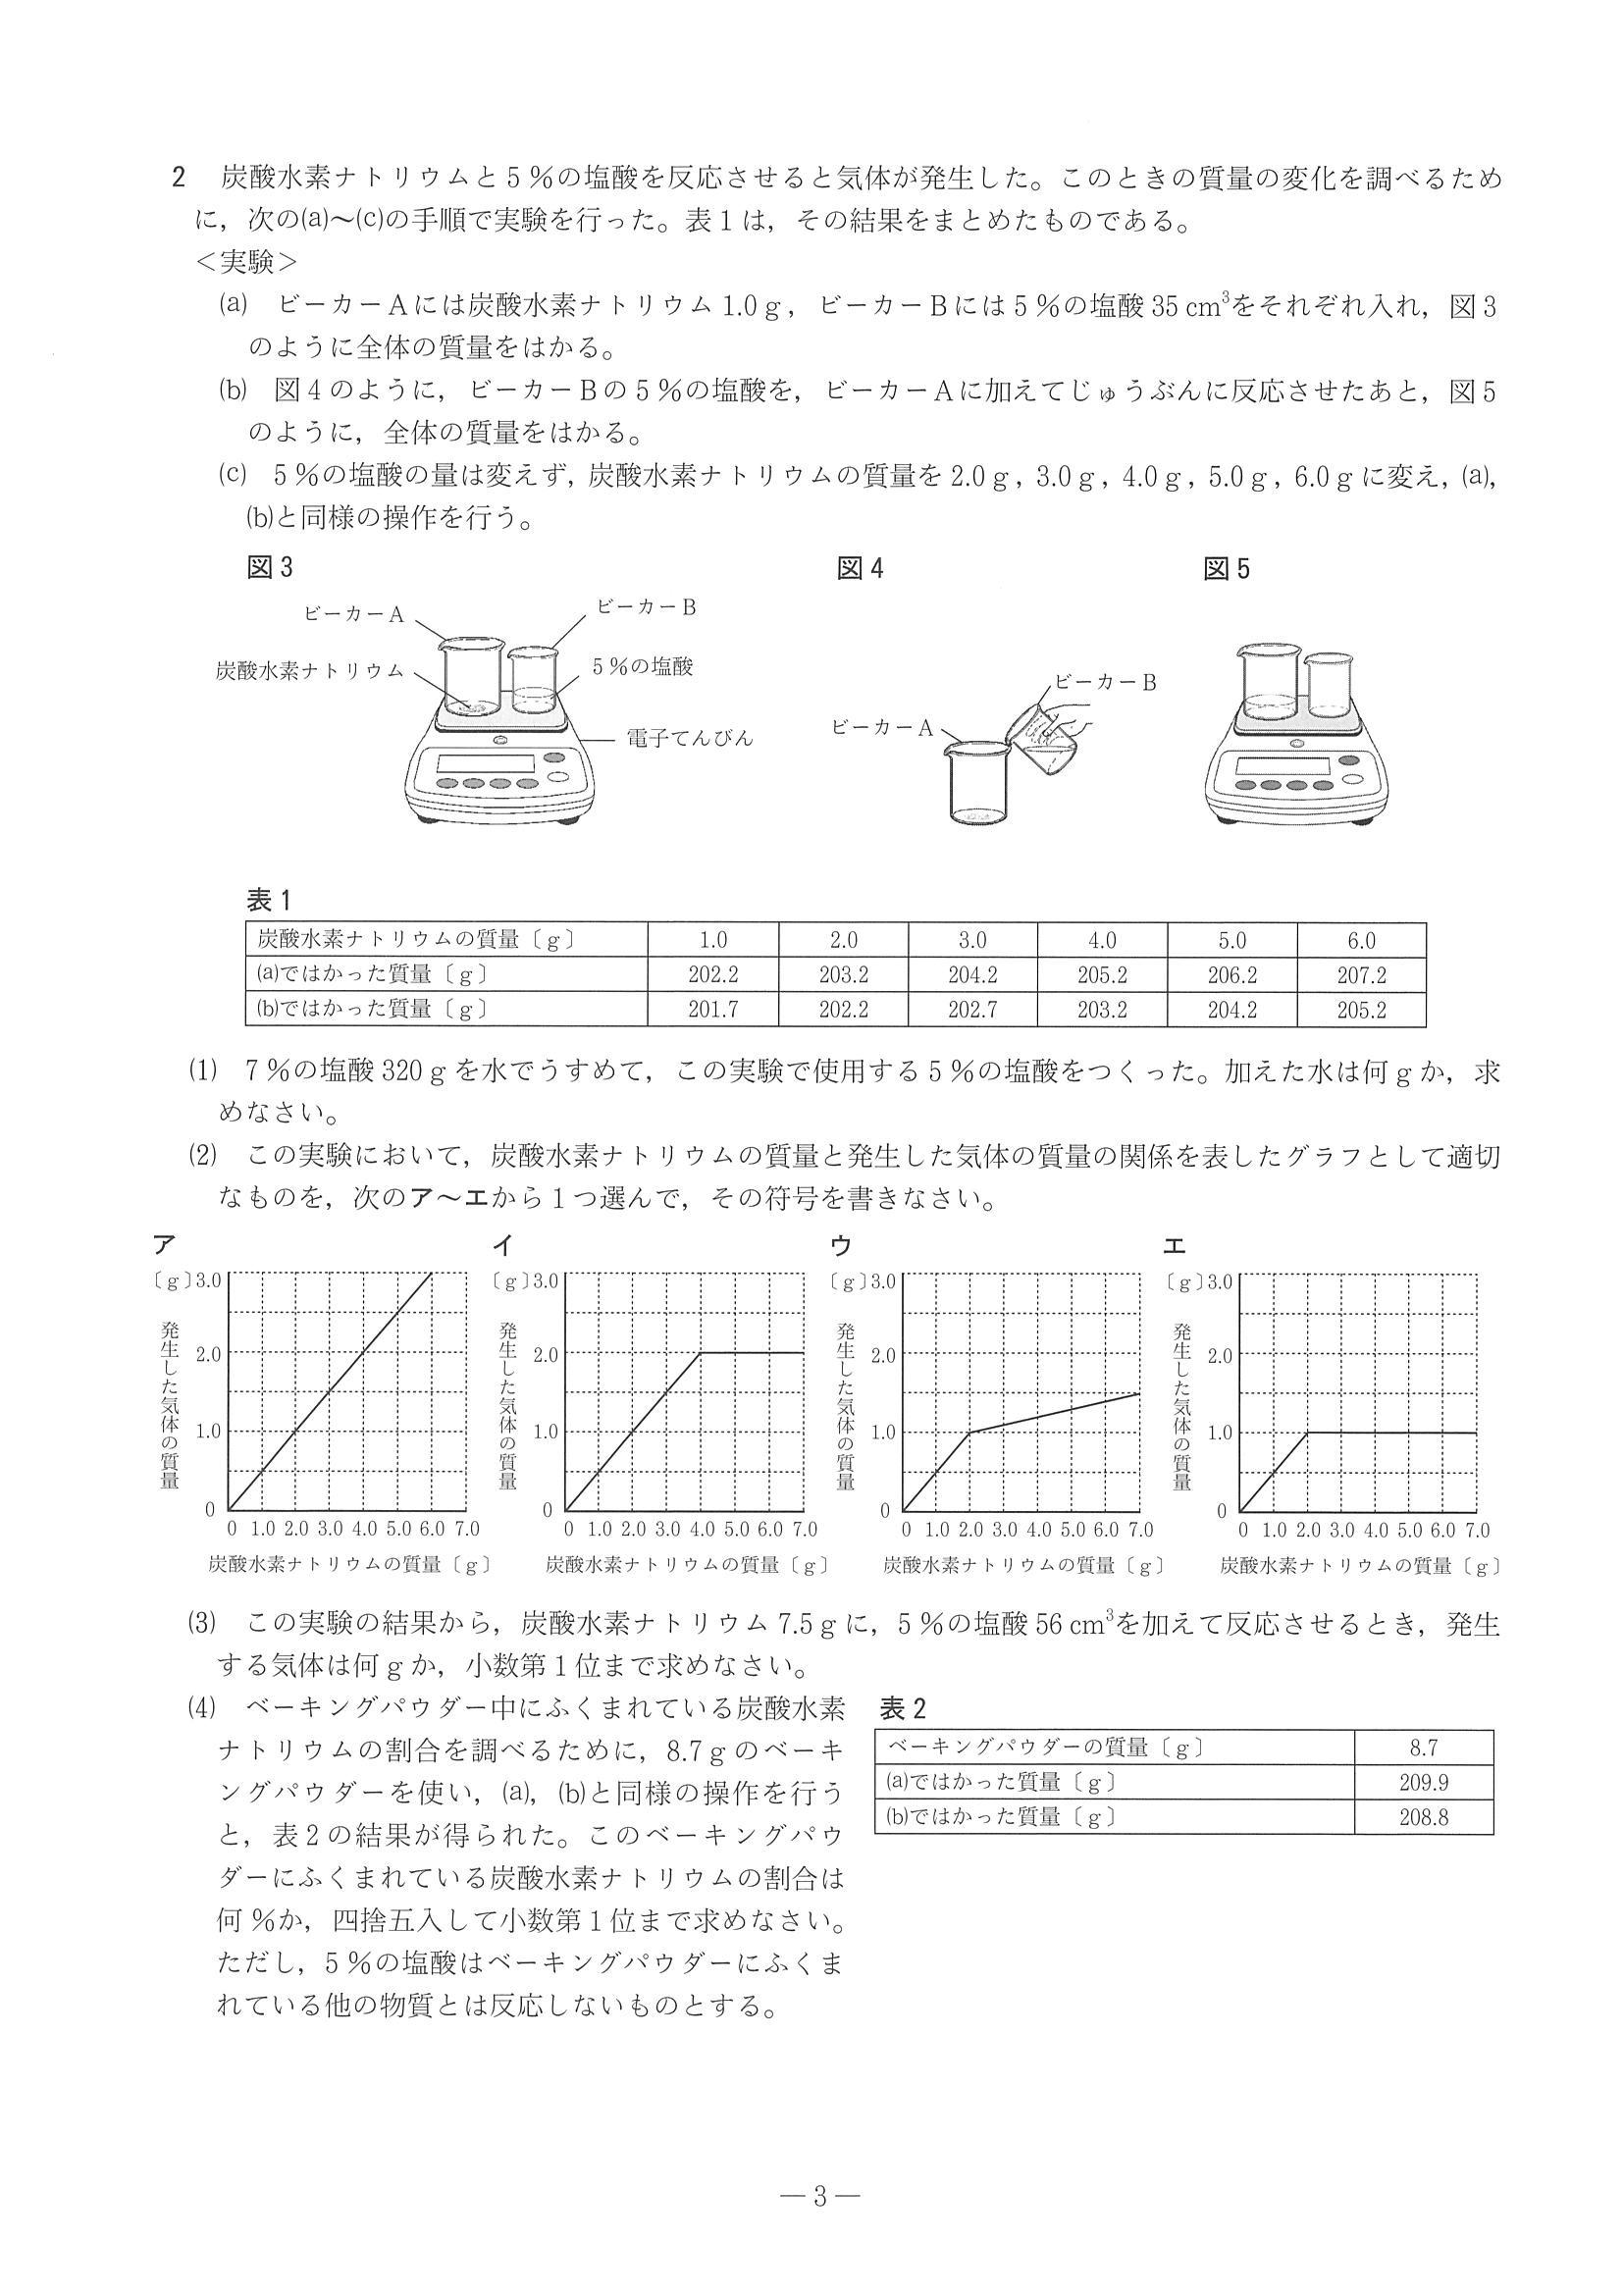 2　炭酸水素ナトリウムと5％の塩酸を反応させると気体が発生した。このときの質量の変化を調べるため
に，次の(a)～(c)の手順で実験を行った。表1は，その結果をまとめたものである。
＜実験＞
(a)　ビーカーAには炭酸水素ナトリウム1.0 g，ビーカーBには5％の塩酸35 cm³をそれぞれ入れ，図3
のように全体の質量をはかる。
(b)　図4のように，ビーカーBの5％の塩酸を，ビーカーAに加えてじゅうぶんに反応させたあと，図5
のように，全体の質量をはかる。
(c)　5％の塩酸の量は変えず，炭酸水素ナトリウムの質量を2.0 g，3.0 g，4.0 g，5.0 g，6.0 gに変え，(a),
(b)と同様の操作を行う。
図3　図4　図5
ビーカーA　ビーカーB
炭酸水素ナトリウム　5％の塩酸
電子てんびん
ビーカーB
ビーカーA
表1
炭酸水素ナトリウムの質量〔g〕　1.0　2.0　3.0　4.0　5.0　6.0
(a)ではかった質量〔g〕　202.2　203.2　204.2　205.2　206.2　207.2
(b)ではかった質量〔g〕　201.7　202.2　202.7　203.2　204.2　205.2
(1)　7％の塩酸320 gを水でうすめて，この実験で使用する5％の塩酸をつくった。加えた水は何gか，求
めなさい。
(2)　この実験において，炭酸水素ナトリウムの質量と発生した気体の質量の関係を表したグラフとして適切
なものを，次のア～エから1つ選んで，その符号を書きなさい。
ア
〔g〕3.0
発生した気体の質量
2.0
1.0
0
0　1.0　2.0　3.0　4.0　5.0　6.0　7.0
炭酸水素ナトリウムの質量〔g〕
イ
〔g〕3.0
発生した気体の質量
2.0
1.0
0
0　1.0　2.0　3.0　4.0　5.0　6.0　7.0
炭酸水素ナトリウムの質量〔g〕
ウ
〔g〕3.0
発生した気体の質量
2.0
1.0
0
0　1.0　2.0　3.0　4.0　5.0　6.0　7.0
炭酸水素ナトリウムの質量〔g〕
エ
〔g〕3.0
発生した気体の質量
2.0
1.0
0
0　1.0　2.0　3.0　4.0　5.0　6.0　7.0
炭酸水素ナトリウムの質量〔g〕
(3)　この実験の結果から，炭酸水素ナトリウム7.5 gに，5％の塩酸56 cm³を加えて反応させるとき，発生
する気体は何gか，小数第1位まで求めなさい。
(4)　ベーキングパウダー中にふくまれている炭酸水素
ナトリウムの割合を調べるために，8.7 gのベーキ
ングパウダーを使い，(a)，(b)と同様の操作を行う
と，表2の結果が得られた。このベーキングパウ
ダーにふくまれている炭酸水素ナトリウムの割合は
何％か，四捨五入して小数第1位まで求めなさい。
ただし，5％の塩酸はベーキングパウダーにふくま
れている他の物質とは反応しないものとする。
表2
ベーキングパウダーの質量〔g〕　8.7
(a)ではかった質量〔g〕　209.9
(b)ではかった質量〔g〕　208.8
― 3 ―